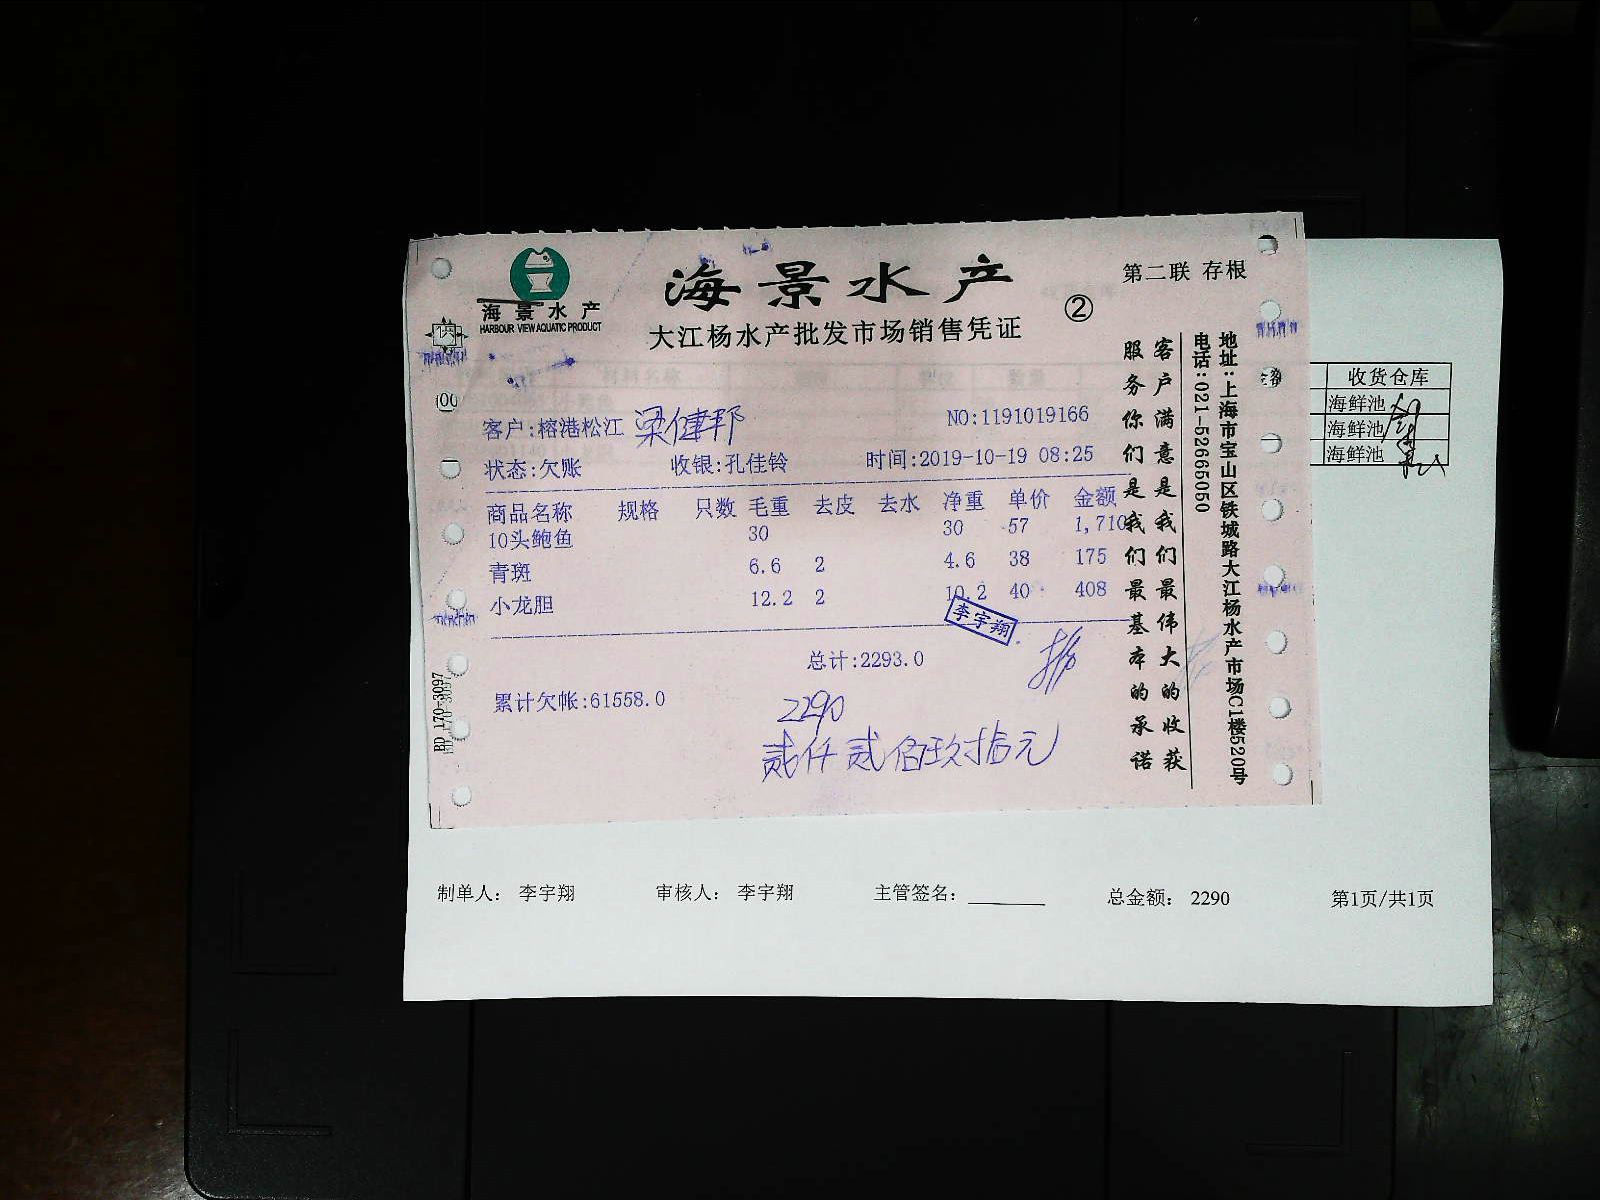 海景水产
HARBOUR VIEW AQUATIC PRODUCT
海景水产
大江杨水产批发市场销售凭证
②
第二联 存根
客户:榕港松江 梁健邦
NO:1191019166
状态:欠账 收银:孔佳铃 时间:2019-10-19 08:25
商品名称 规格 只数 毛重 去皮 去水 净重 单价 金额
10头鲍鱼 30 30 57 1,710
青斑 6.6 2 4.6 38 175
小龙胆 12.2 2 10.2 40 408
李宇翔
总计:2293.0
累计欠帐:61558.0
2290
贰仟贰佰玖拾元
客户满意是我们最伟大的收获
服务你们是我们最基本的承诺
地址:上海市宝山区铁城路大江杨水产市场C1楼520号
电话:021-52665050
BD 170-3097
收货仓库
海鲜池
海鲜池
海鲜池
制单人: 李宇翔 审核人: 李宇翔 主管签名: 总金额: 2290 第1页/共1页